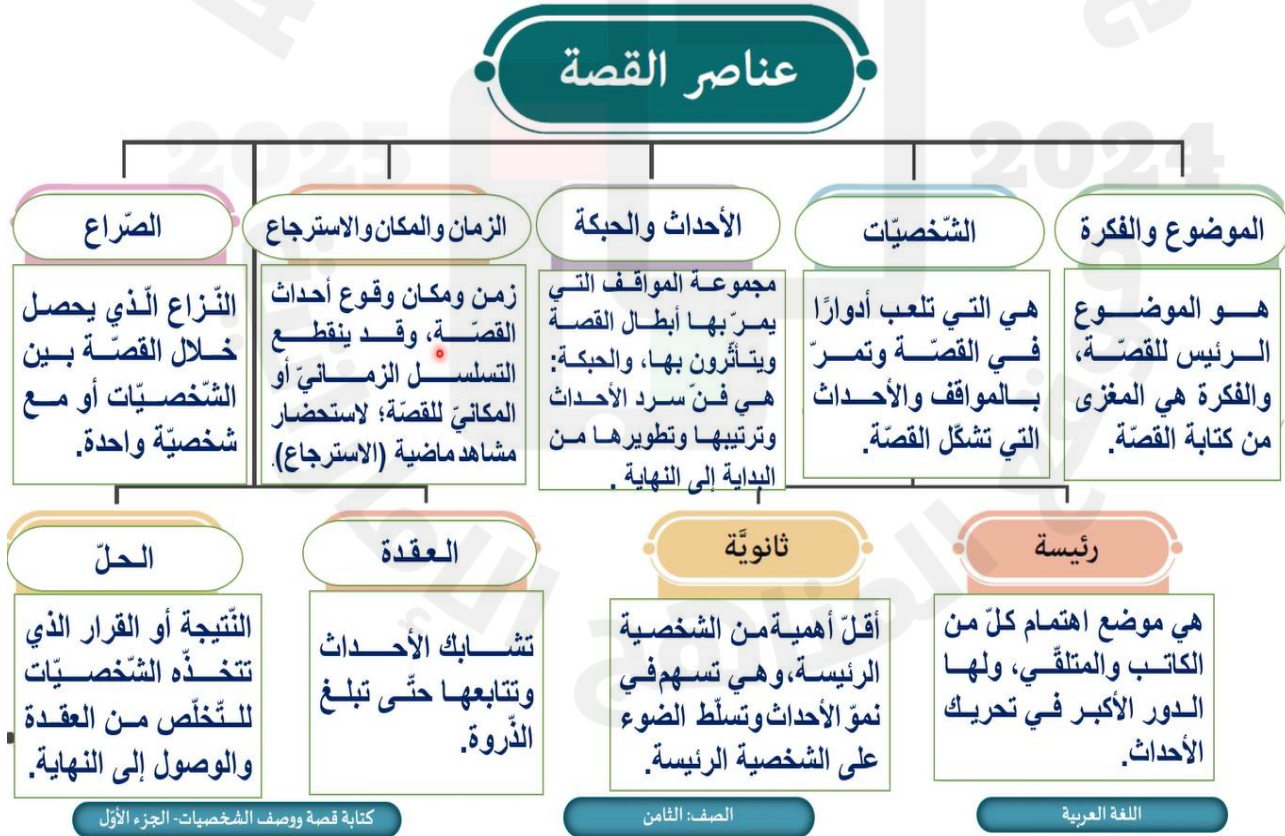 عناصر القصة
2024
2025
الموضوع والفكرة
هو الموضوع
الرئيس للقصّة،
والفكرة هي المغزى
من كتابة القصّة.
الشّخصيّات
هي التي تلعب أدوارًا
في القصّة وتمرّ
بالمواقف والأحداث
التي تشكّل القصّة.
الأحداث والحبكة
مجموعة المواقف التي
يمرّ بها أبطال القصة
ويتأثّرون بها، والحبكة:
هي فنّ سرد الأحداث
وترتيبها وتطويرها من
البداية إلى النهاية .
الزمان والمكان والاسترجاع
زمن ومكان وقوع أحداث
القصّة، وقد ينقطع
التسلسل الزمانيّ أو
المكانيّ للقصّة؛ لاستحضار
مشاهد ماضية (الاسترجاع).
الصّراع
النّزاع الّذي يحصل
خلال القصّة بين
الشّخصيّات أو مع
شخصيّة واحدة.
رئيسة
هي موضع اهتمام كلّ من
الكاتب والمتلقّي، ولها
الدور الأكبر في تحريك
الأحداث.
ثانويَّة
أقلّ أهمية من الشخصية
الرئيسة، وهي تسهم في
نموّ الأحداث وتسلّط الضوء
على الشخصية الرئيسة.
العقدة
تشابك الأحداث
وتتابعها حتّى تبلغ
الذّروة.
الحلّ
النّتيجة أو القرار الذي
تتخذّه الشّخصيّات
للتّخلّص من العقدة
والوصول إلى النهاية.
اللغة العربية
الصف: الثامن
كتابة قصة ووصف الشخصيات- الجزء الأوّل